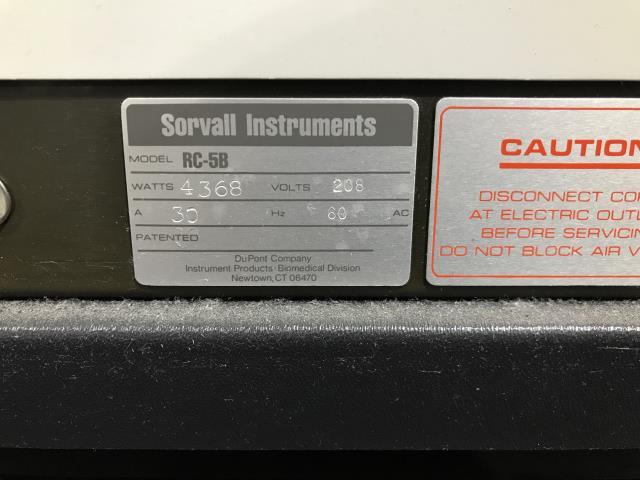 Sorvall Instruments
MODEL RC-5B
WATTS 4368 VOLTS 208
A 30 Hz 60 AC
PATENTED
DuPont Company
Instrument Products-Biomedical Division
Newtown, CT 06470
CAUTION
DISCONNECT
AT ELECTRIC
BEFORE
DO NOT BLOCK AIR